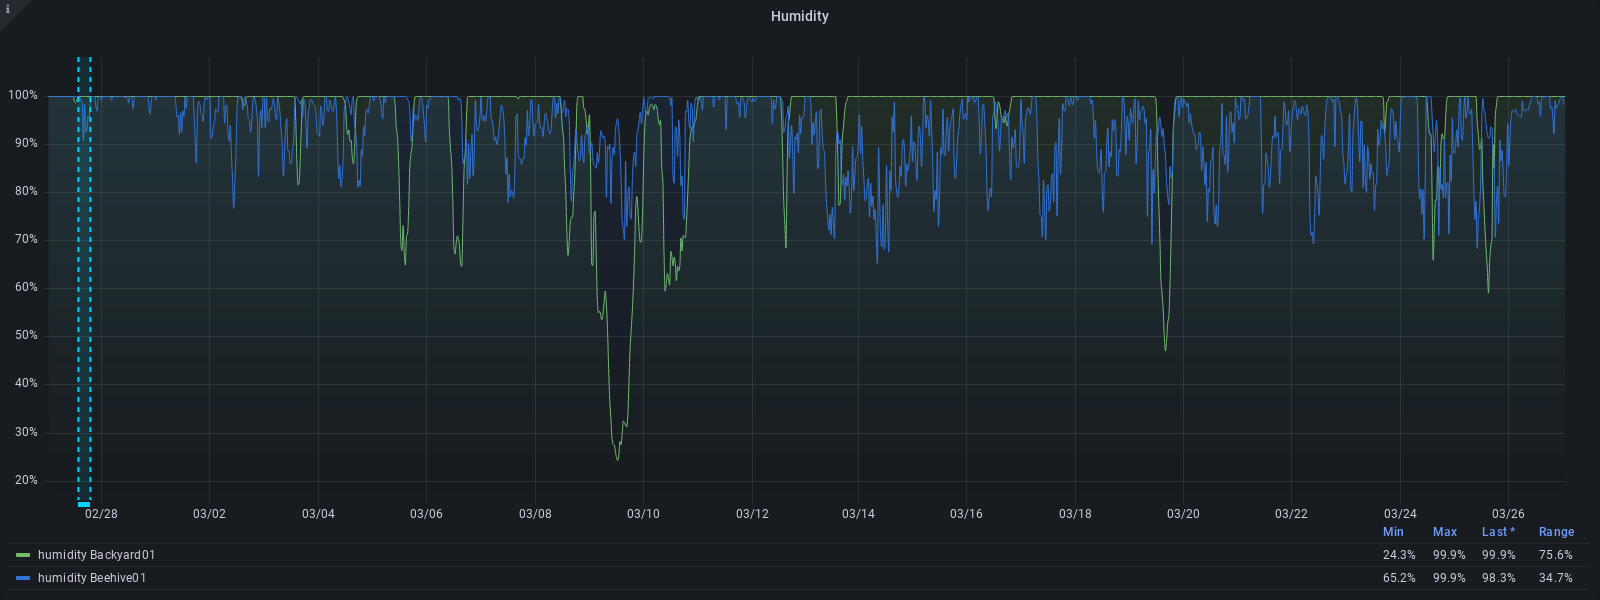 i
Humidity
100%
90%
80%
70%
60%
50%
40%
30%
20%
02/28 03/02 03/04 03/06 03/08 03/10 03/12 03/14 03/16 03/18 03/20 03/22 03/24 03/26
Min Max Last * Range
humidity Backyard01 24.3% 99.9% 99.9% 75.6%
humidity Beehive01 65.2% 99.9% 98.3% 34.7%